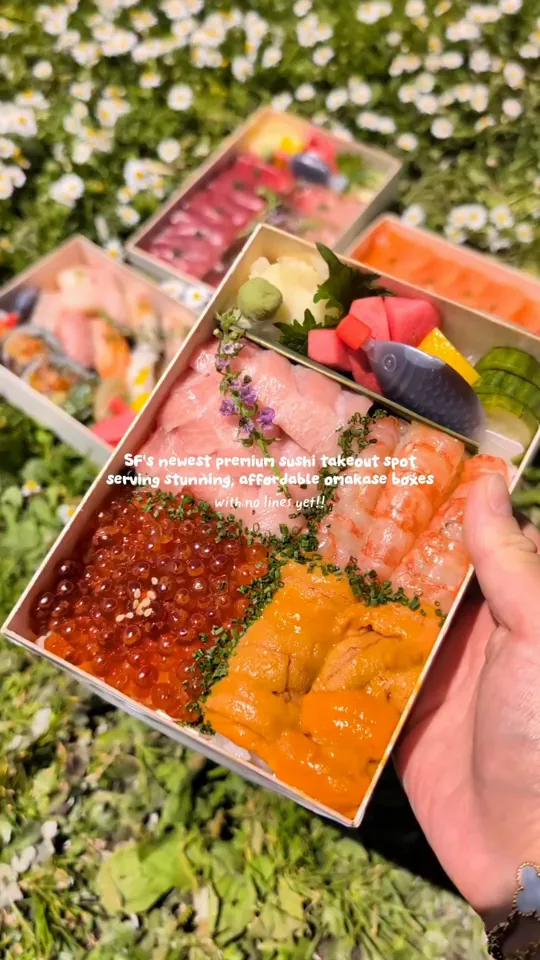 SF's newest premium sushi takeout spot
serving stunning, affordable omakase boxes
with no lines yet!!